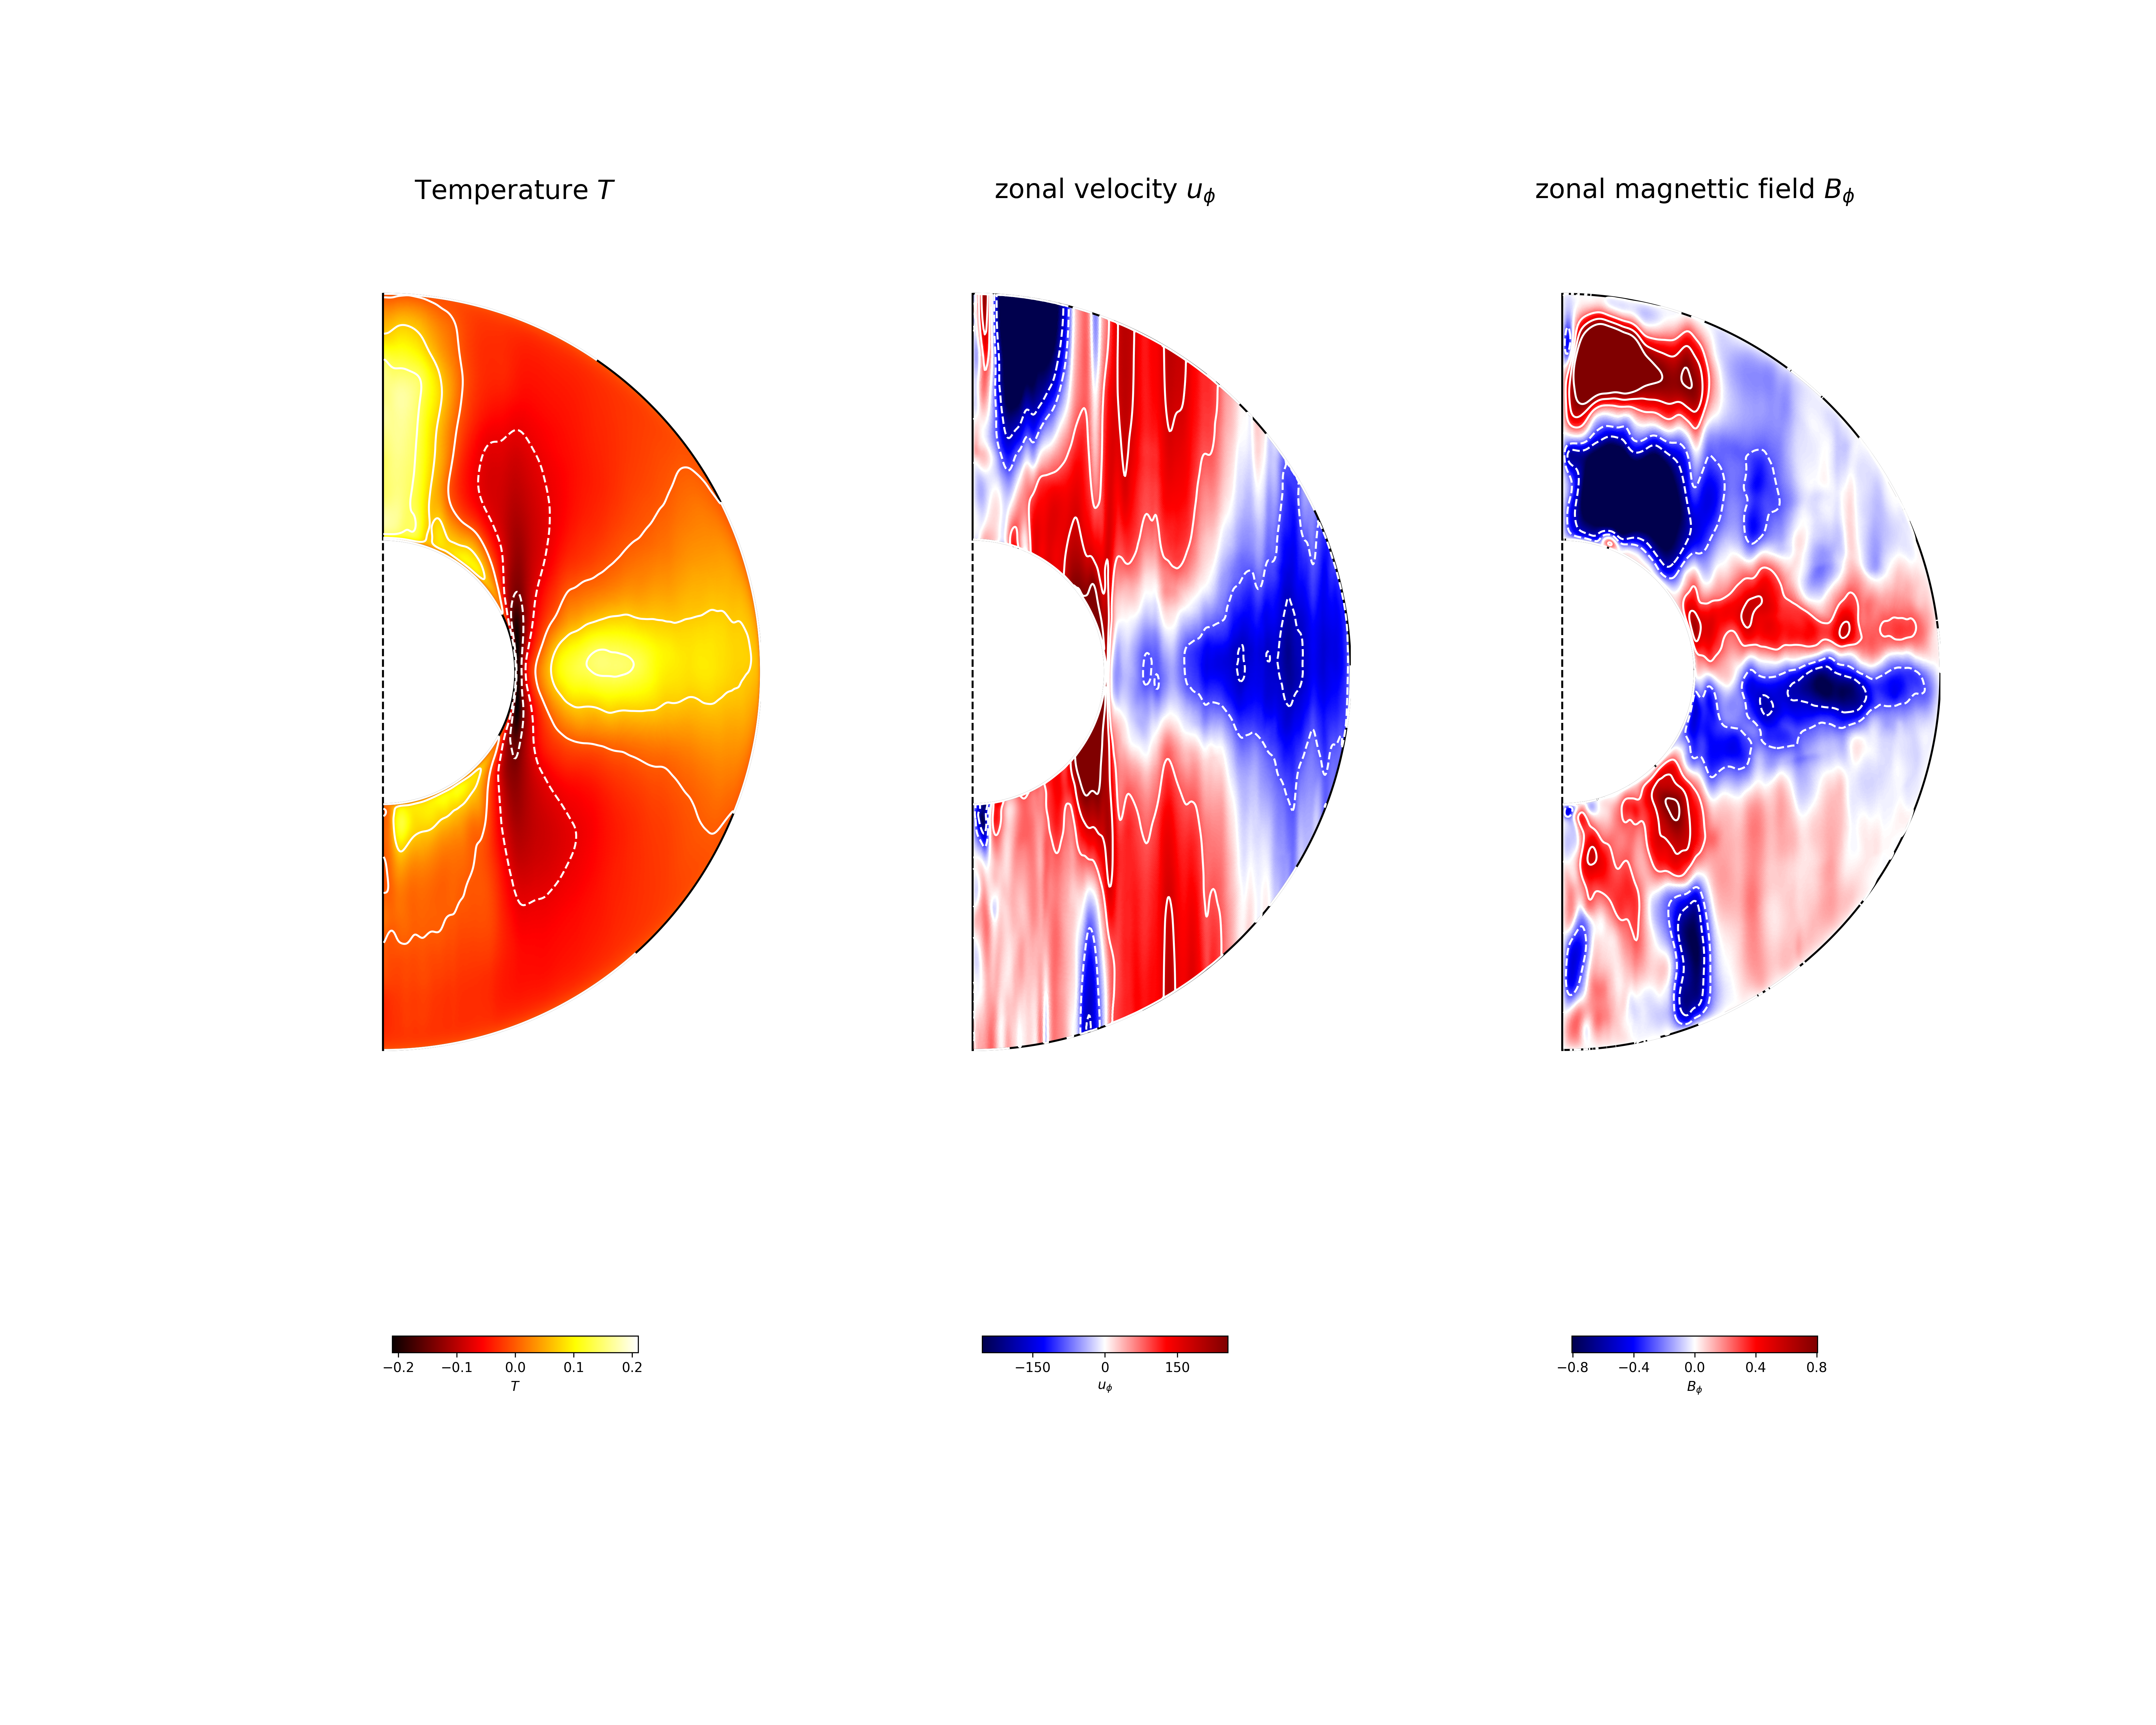 Temperature T
zonal velocity uϕ
zonal magnettic field Bϕ
−0.2 −0.1 0.0 0.1 0.2
T
−150 0 150
uϕ
−0.8 −0.4 0.0 0.4 0.8
Bϕ